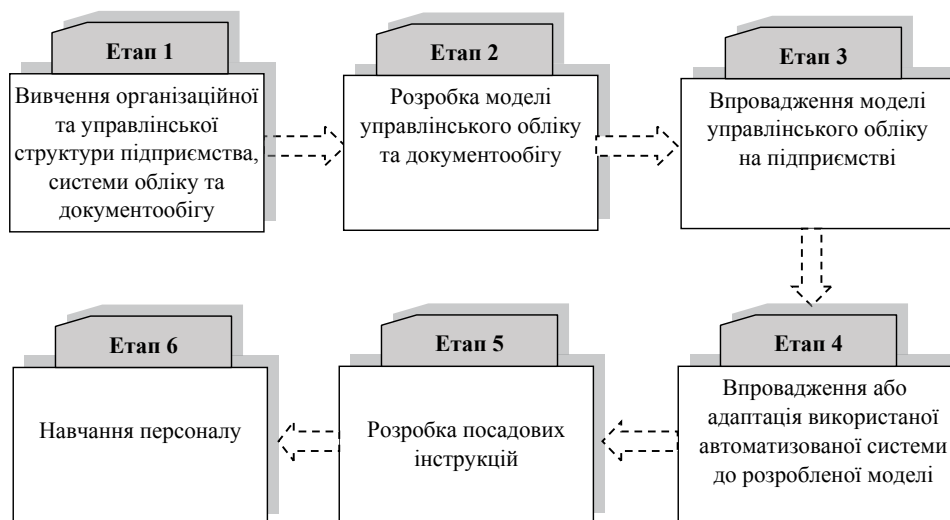 Етап 1
Вивчення організаційної
та управлінської
структури підприємства,
системи обліку та
документообігу
Етап 2
Розробка моделі
управлінського обліку
та документообігу
Етап 3
Впровадження моделі
управлінського обліку
на підприємстві
Етап 4
Впровадження або
адаптація використаної
автоматизованої системи
до розробленої моделі
Етап 5
Розробка посадових
інструкцій
Етап 6
Навчання персоналу